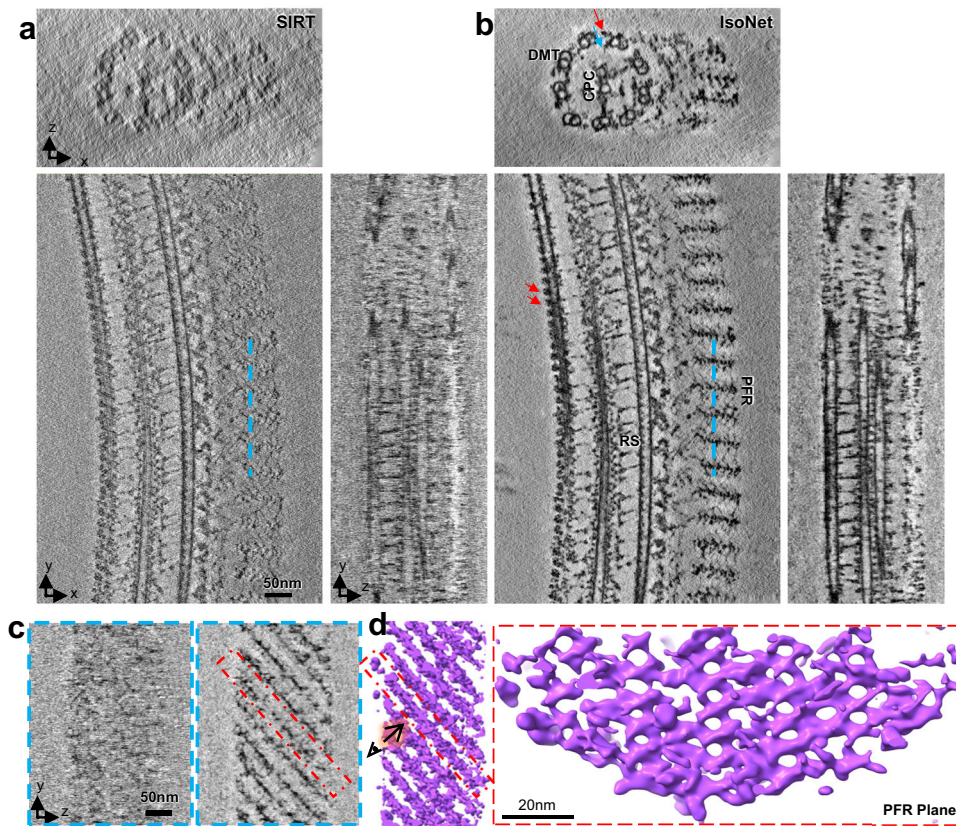 a
SIRT
z
x
b
IsoNet
DMT
CPC
y
x
50nm
y
z
RS
PFR
c
y
z
50nm
d
20nm
PFR Plane